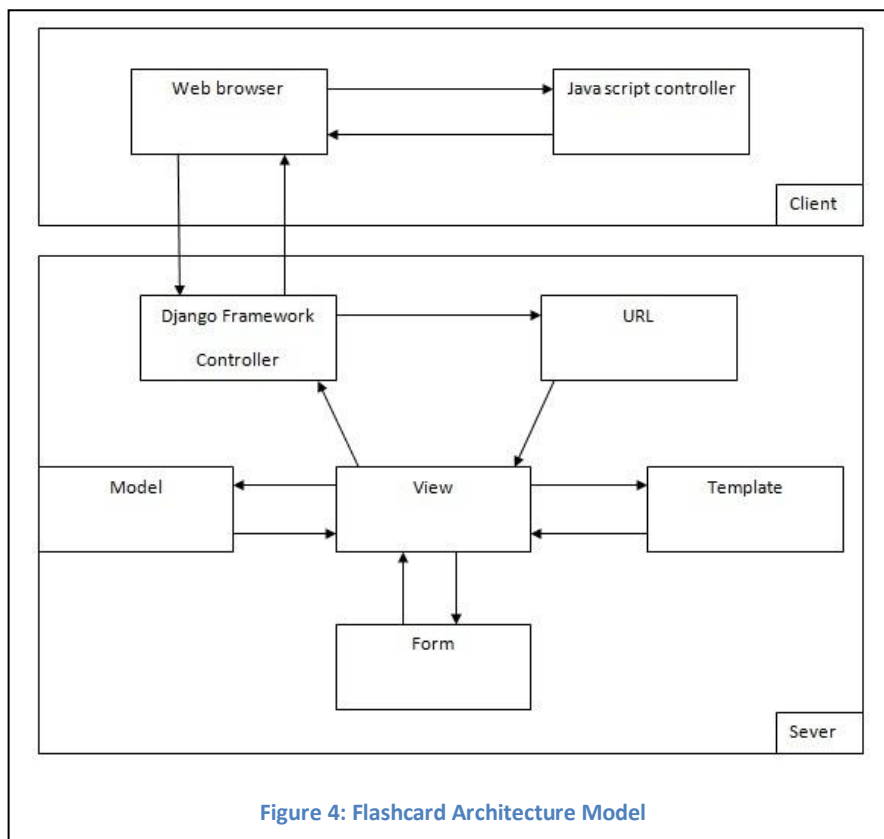 Web browser
Java script controller
Client
Django Framework
Controller
URL
Model
View
Template
Form
Sever
Figure 4: Flashcard Architecture Model